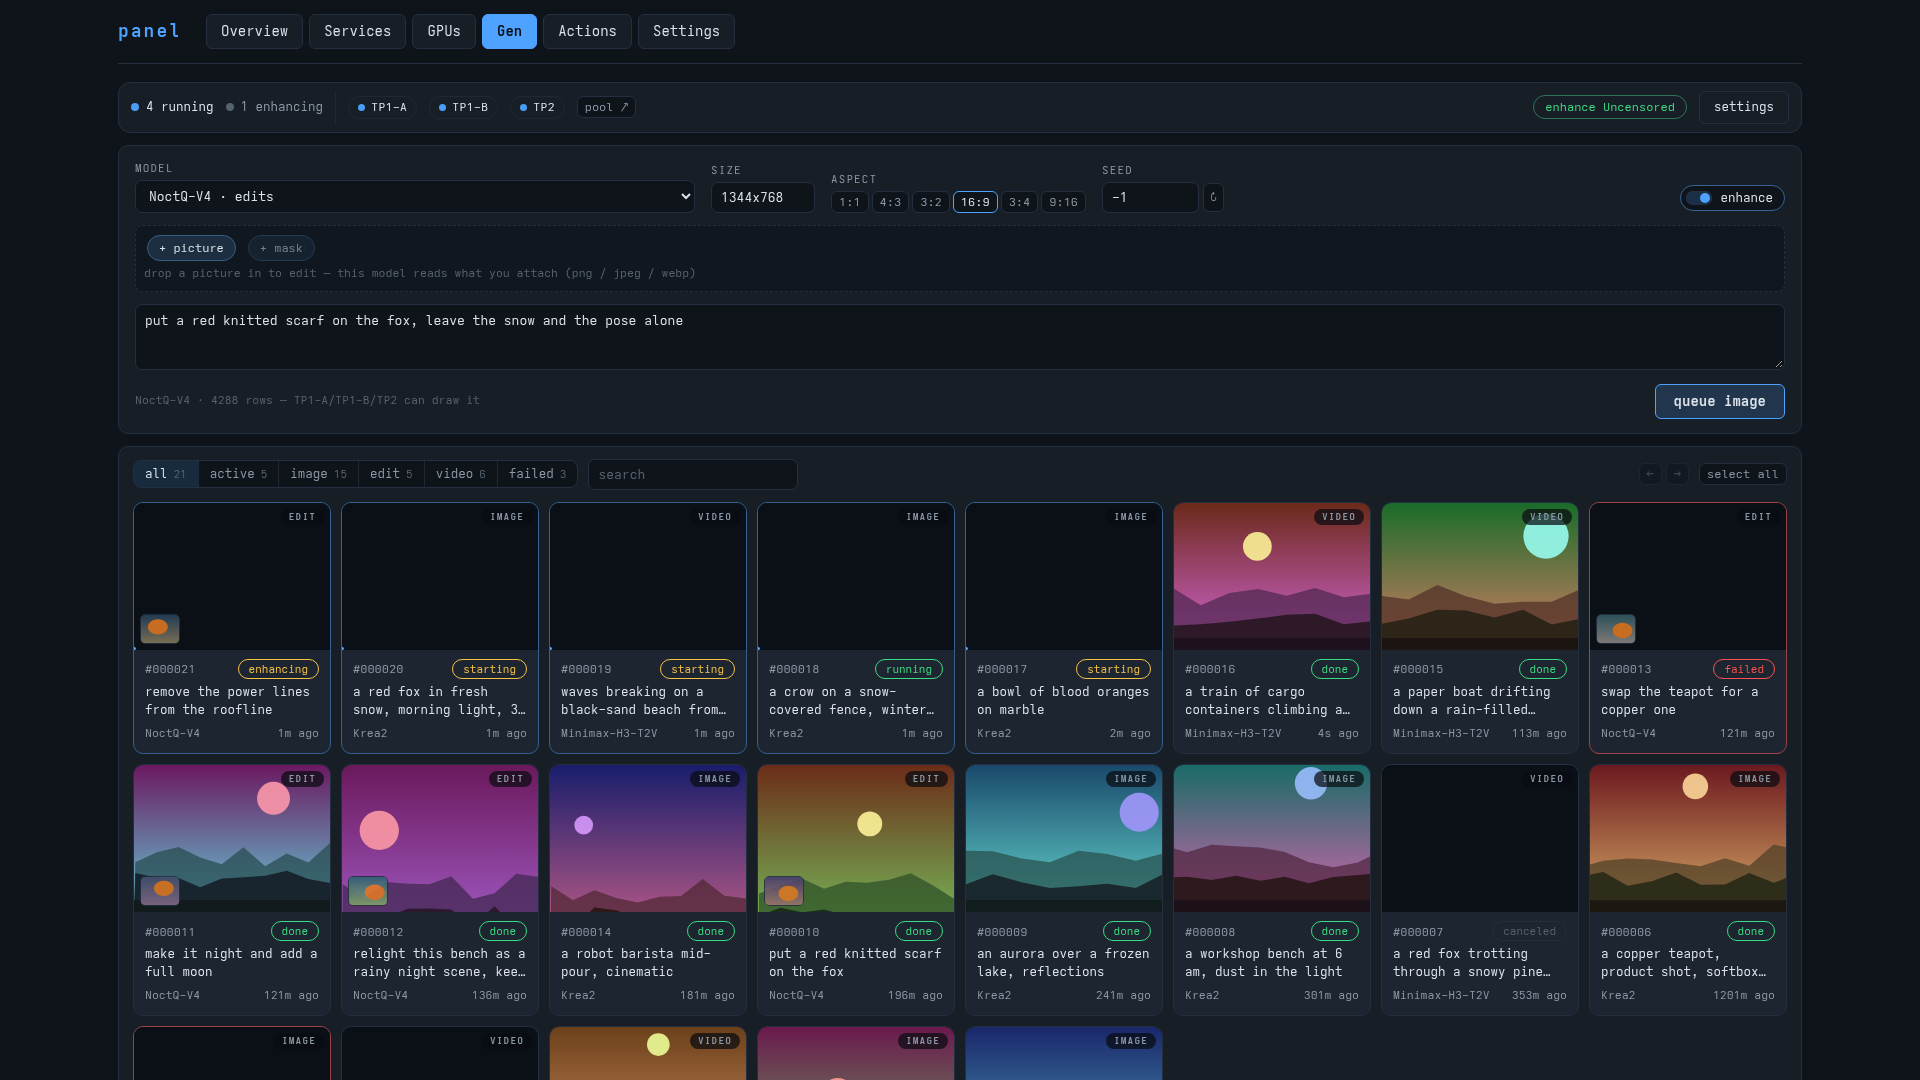 panel Overview Services GPUs Gen Actions Settings
4 running 1 enhancing TP1-A TP1-B TP2 pool ↗ enhance Uncensored settings
MODEL SIZE ASPECT SEED
NoctQ-V4 · edits 1344x768 1:1 4:3 3:2 16:9 3:4 9:16 -1 enhance
+ picture + mask
drop a picture in to edit — this model reads what you attach (png / jpeg / webp)
put a red knitted scarf on the fox, leave the snow and the pose alone
NoctQ-V4 · 4288 rows — TP1-A/TP1-B/TP2 can draw it queue image
all 21 active 5 image 15 edit 5 video 6 failed 3 search ← → select all
EDIT IMAGE VIDEO IMAGE IMAGE VIDEO VIDEO EDIT
#000021 enhancing #000020 starting #000019 starting #000018 running #000017 starting #000016 done #000015 done #000013 failed
remove the power lines a red fox in fresh waves breaking on a a crow on a snow- a bowl of blood oranges a train of cargo a paper boat drifting swap the teapot for a
from the roofline snow, morning light, 3… black-sand beach from… covered fence, winter… on marble containers climbing a… down a rain-filled… copper one
NoctQ-V4 1m ago Krea2 1m ago Minimax-H3-T2V 1m ago Krea2 1m ago Krea2 2m ago Minimax-H3-T2V 4s ago Minimax-H3-T2V 113m ago NoctQ-V4 121m ago
EDIT EDIT IMAGE EDIT IMAGE IMAGE VIDEO IMAGE
#000011 done #000012 done #000014 done #000010 done #000009 done #000008 done #000007 canceled #000006 done
make it night and add a relight this bench as a a robot barista mid- put a red knitted scarf an aurora over a frozen a workshop bench at 6 a red fox trotting a copper teapot,
full moon rainy night scene, kee… pour, cinematic on the fox lake, reflections am, dust in the light through a snowy pine… product shot, softbox…
NoctQ-V4 121m ago NoctQ-V4 136m ago Krea2 181m ago NoctQ-V4 196m ago Krea2 241m ago Krea2 301m ago Minimax-H3-T2V 353m ago Krea2 1201m ago
IMAGE VIDEO VIDEO IMAGE IMAGE